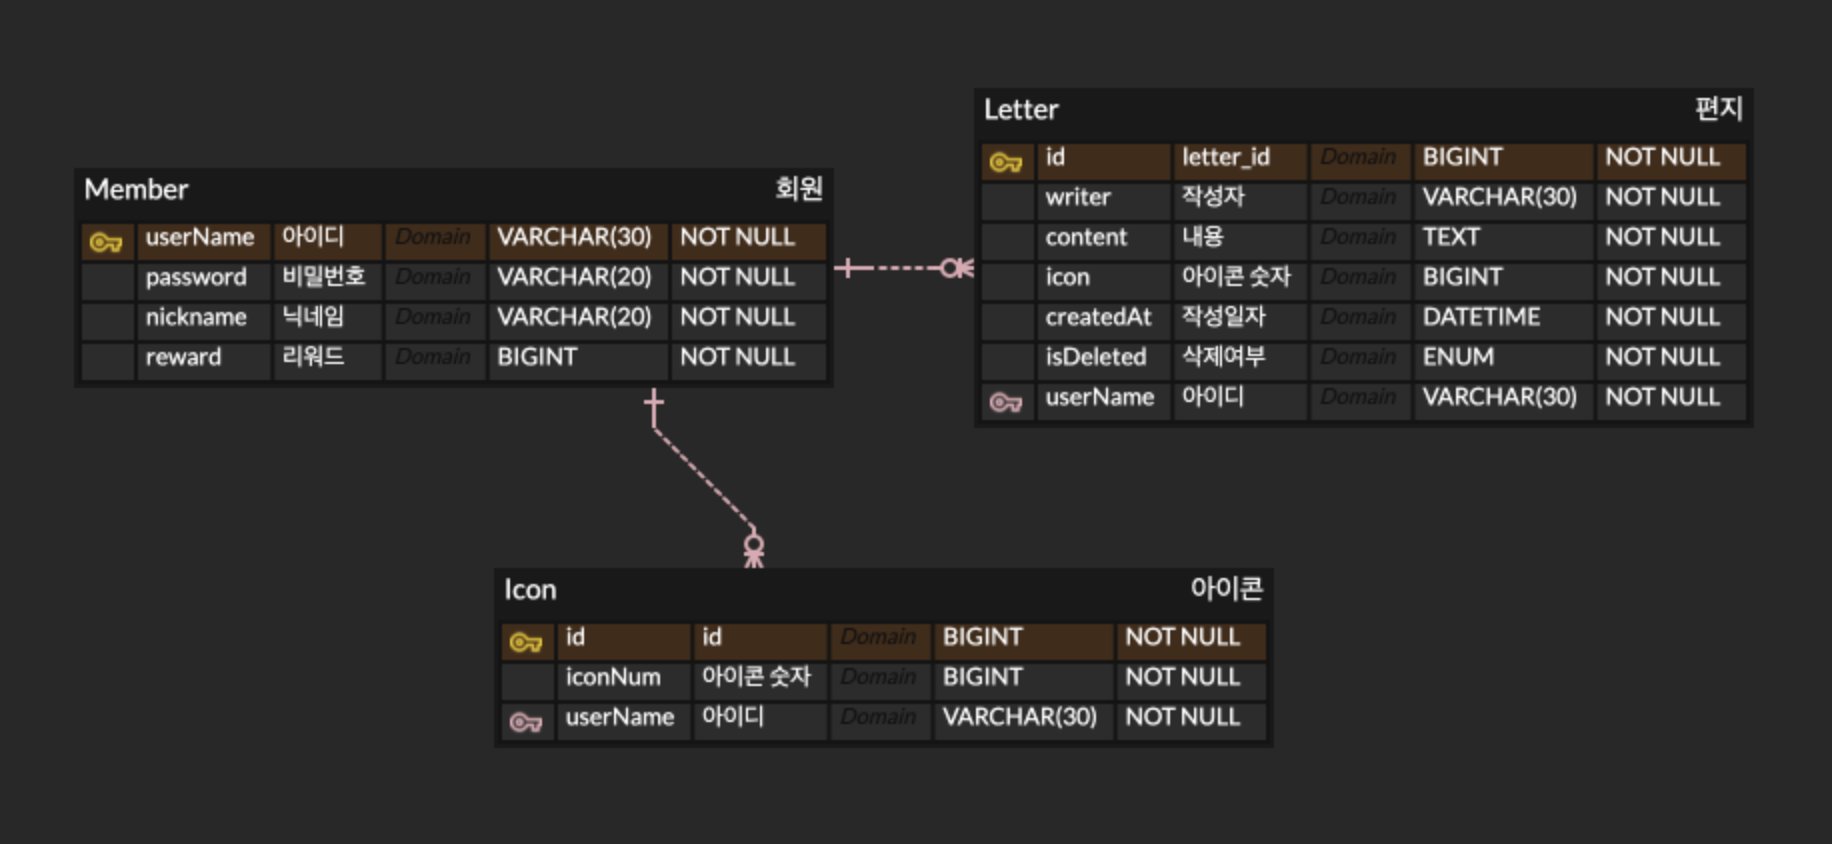 Member 회원
userName 아이디 Domain VARCHAR(30) NOT NULL
password 비밀번호 Domain VARCHAR(20) NOT NULL
nickname 닉네임 Domain VARCHAR(20) NOT NULL
reward 리워드 Domain BIGINT NOT NULL
Letter 편지
id letter_id Domain BIGINT NOT NULL
writer 작성자 Domain VARCHAR(30) NOT NULL
content 내용 Domain TEXT NOT NULL
icon 아이콘 숫자 Domain BIGINT NOT NULL
createdAt 작성일자 Domain DATETIME NOT NULL
isDeleted 삭제여부 Domain ENUM NOT NULL
userName 아이디 Domain VARCHAR(30) NOT NULL
Icon 아이콘
id id Domain BIGINT NOT NULL
iconNum 아이콘 숫자 Domain BIGINT NOT NULL
userName 아이디 Domain VARCHAR(30) NOT NULL